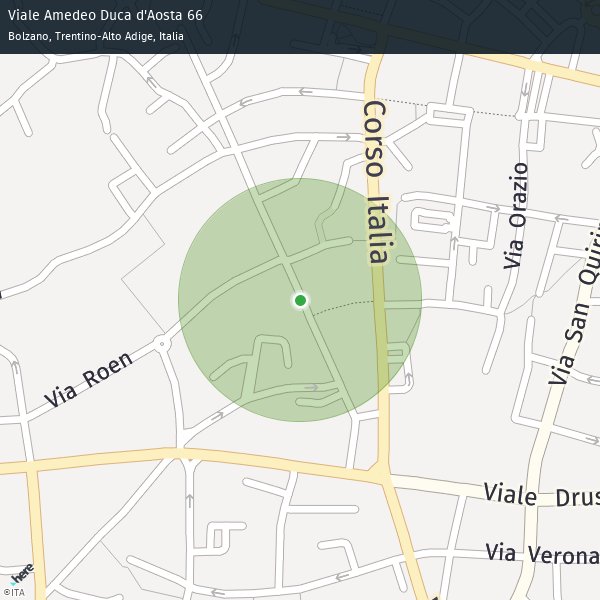 Viale Amedeo Duca d'Aosta 66
Bolzano, Trentino-Alto Adige, Italia
Corso Italia
Via Orazio
Via San Quirin
Via Roen
Viale Drus
Via Verona
here
©ITA